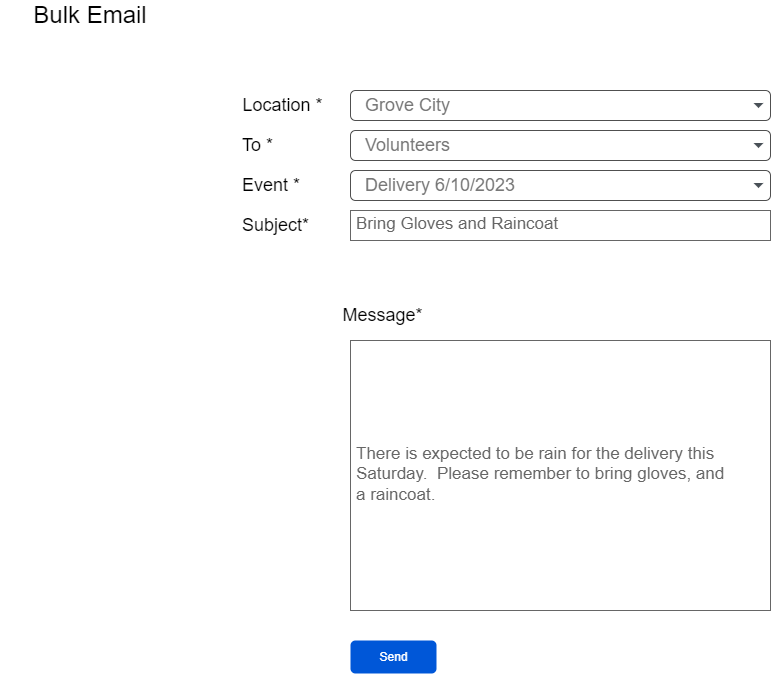 Bulk Email
Location * Grove City
To * Volunteers
Event * Delivery 6/10/2023
Subject* Bring Gloves and Raincoat
Message*
There is expected to be rain for the delivery this
Saturday.  Please remember to bring gloves, and
a raincoat.
Send